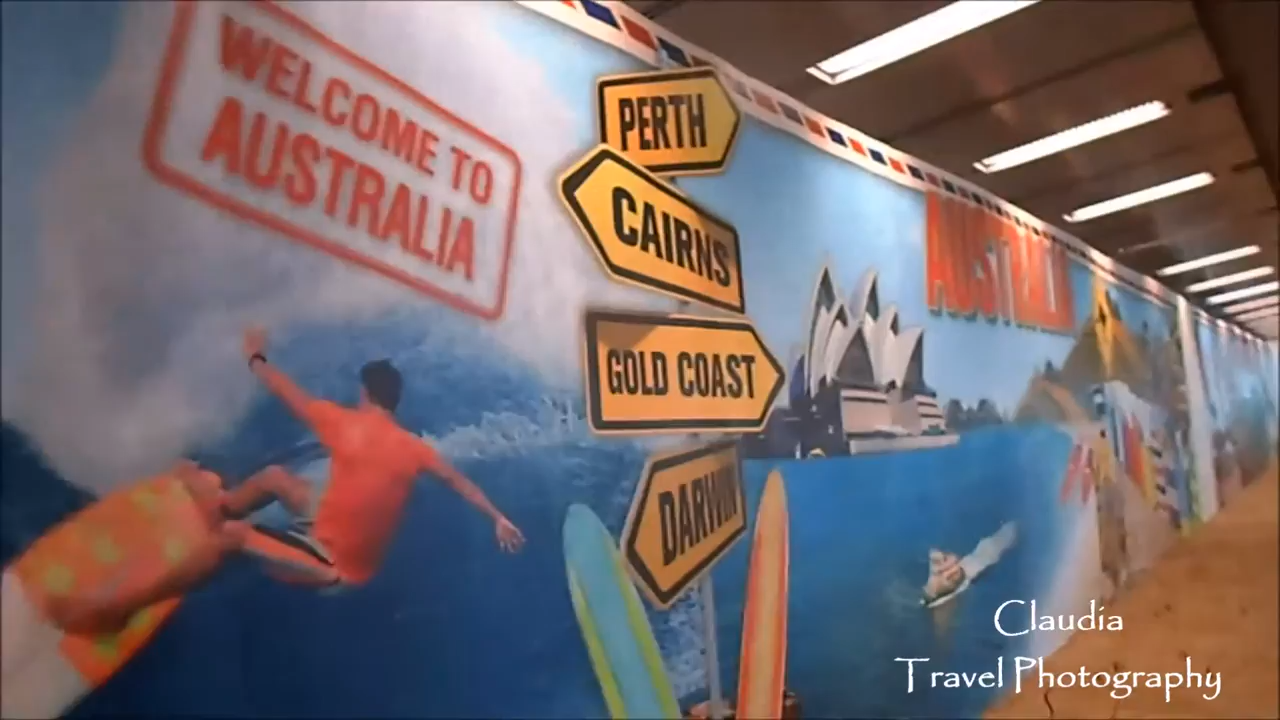 WELCOME TO
AUSTRALIA
PERTH
CAIRNS
GOLD COAST
DARWIN
AUSTRALIA
Claudia
Travel Photography